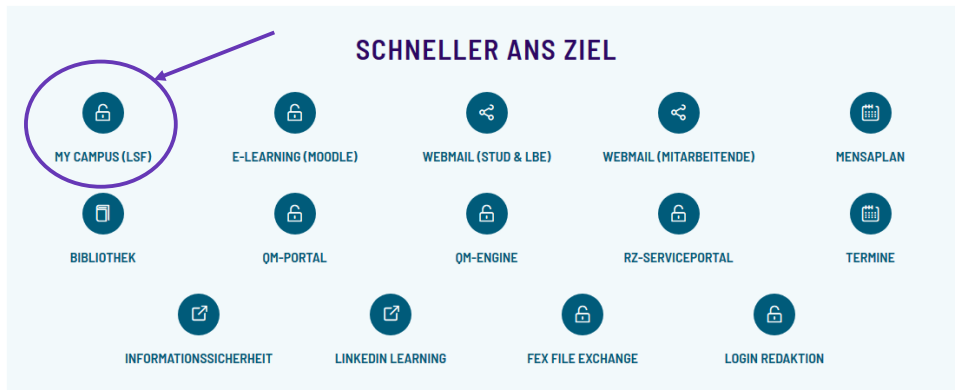 SCHNELLER ANS ZIEL
MY CAMPUS (LSF) E-LEARNING (MOODLE) WEBMAIL (STUD & LBE) WEBMAIL (MITARBEITENDE) MENSAPLAN
BIBLIOTHEK QM-PORTAL QM-ENGINE RZ-SERVICEPORTAL TERMINE
INFORMATIONSSICHERHEIT LINKEDIN LEARNING FEX FILE EXCHANGE LOGIN REDAKTION